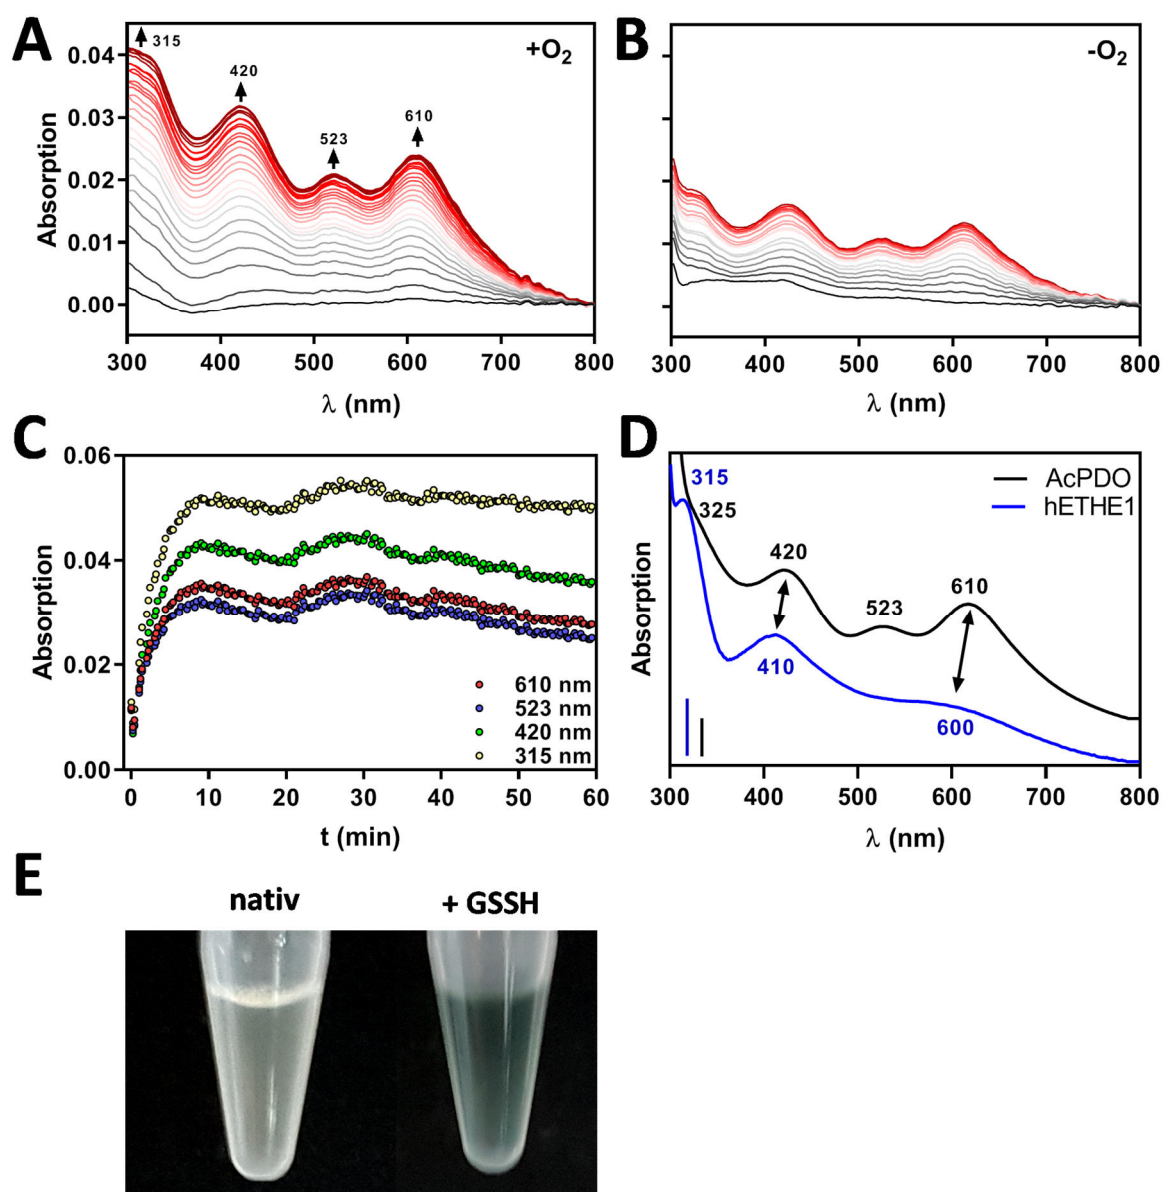 A
B
+O2
-O2
315
420
523
610
0.04
0.03
0.02
0.01
0.00
Absorption
300 400 500 600 700 800
λ (nm)
300 400 500 600 700 800
λ (nm)
C
D
0.06
0.04
0.02
0.00
Absorption
610 nm
523 nm
420 nm
315 nm
0 10 20 30 40 50 60
t (min)
Absorption
AcPDO
hETHE1
315
325
420
523
610
410
600
300 400 500 600 700 800
λ (nm)
E
nativ + GSSH